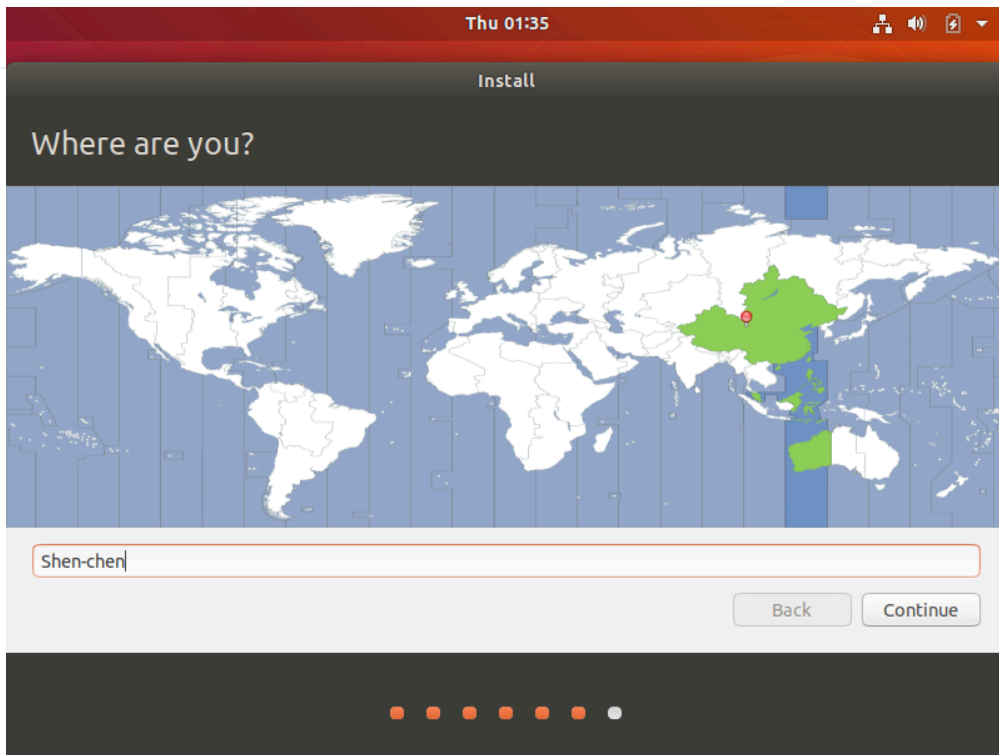 Thu 01:35
Install
Where are you?
Shen-chen
Back
Continue